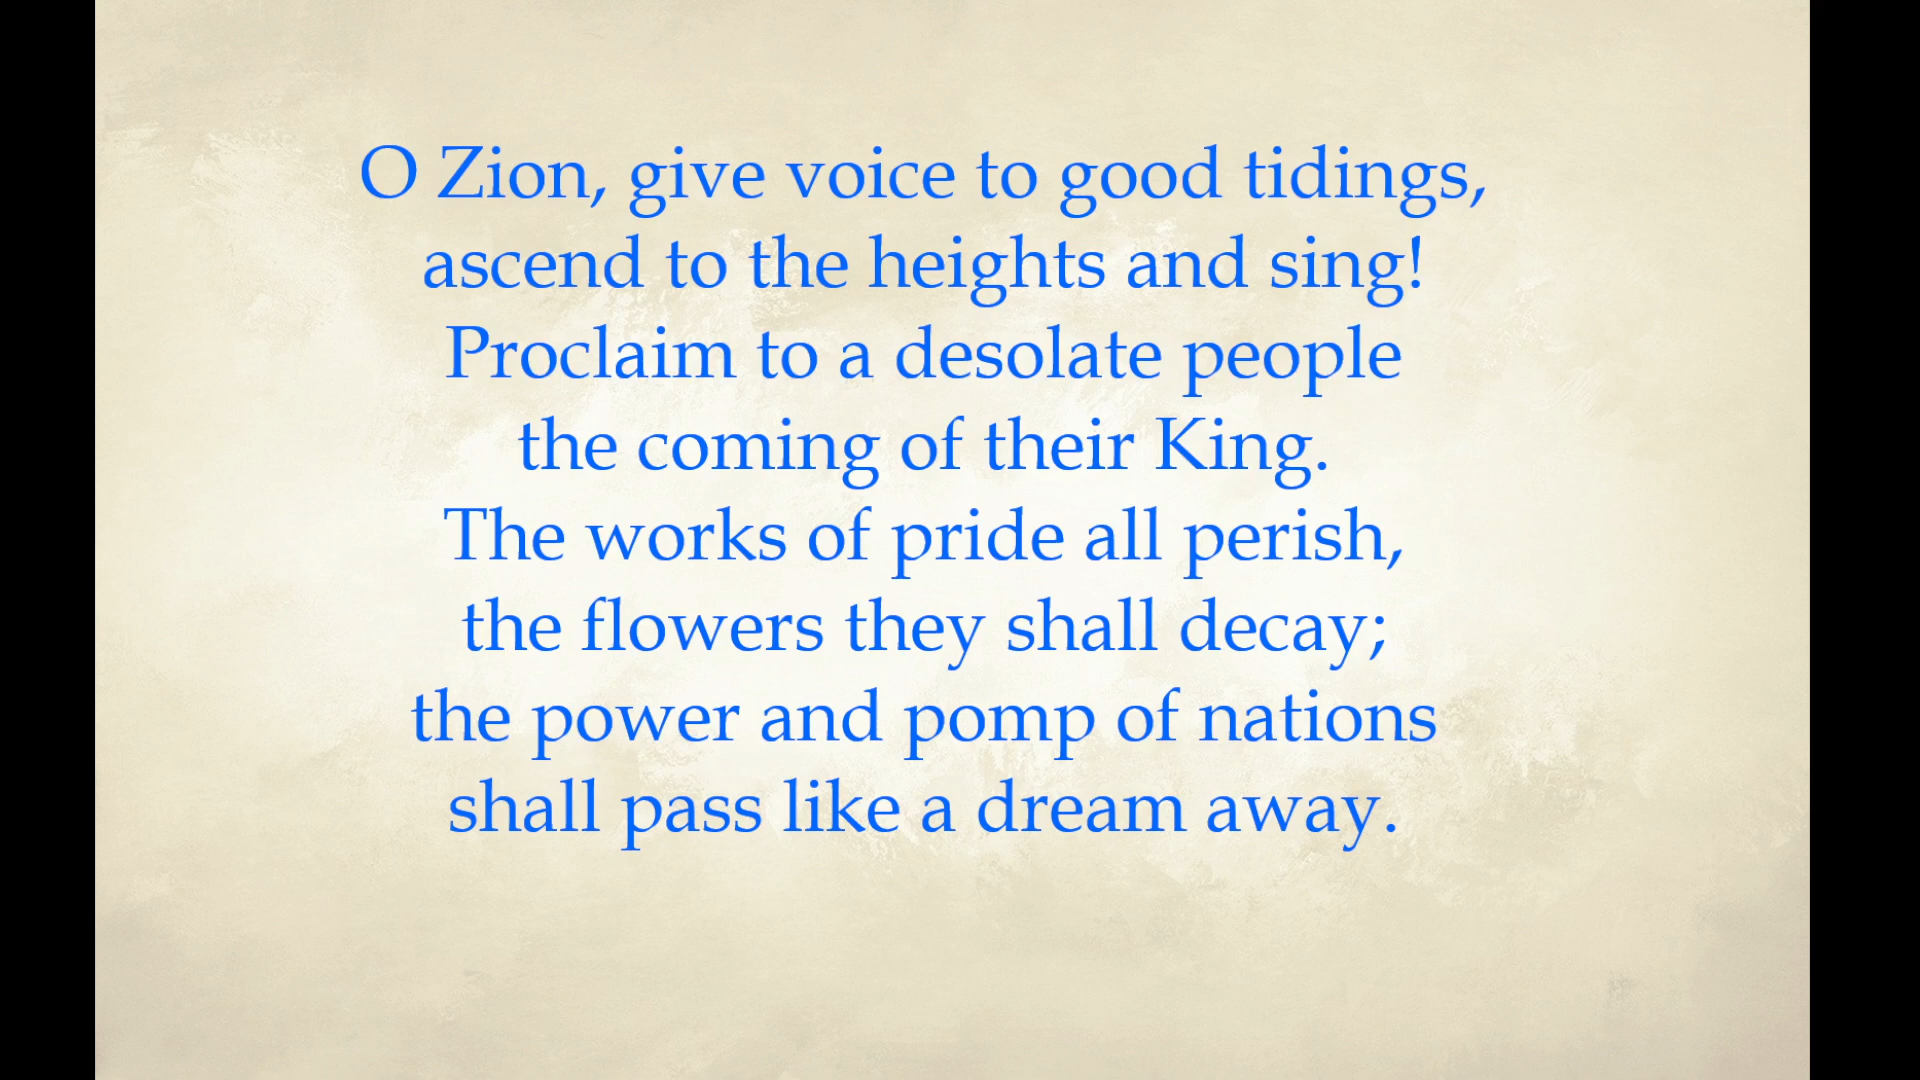 O Zion, give voice to good tidings,
ascend to the heights and sing!
Proclaim to a desolate people
the coming of their King.
The works of pride all perish,
the flowers they shall decay;
the power and pomp of nations
shall pass like a dream away.